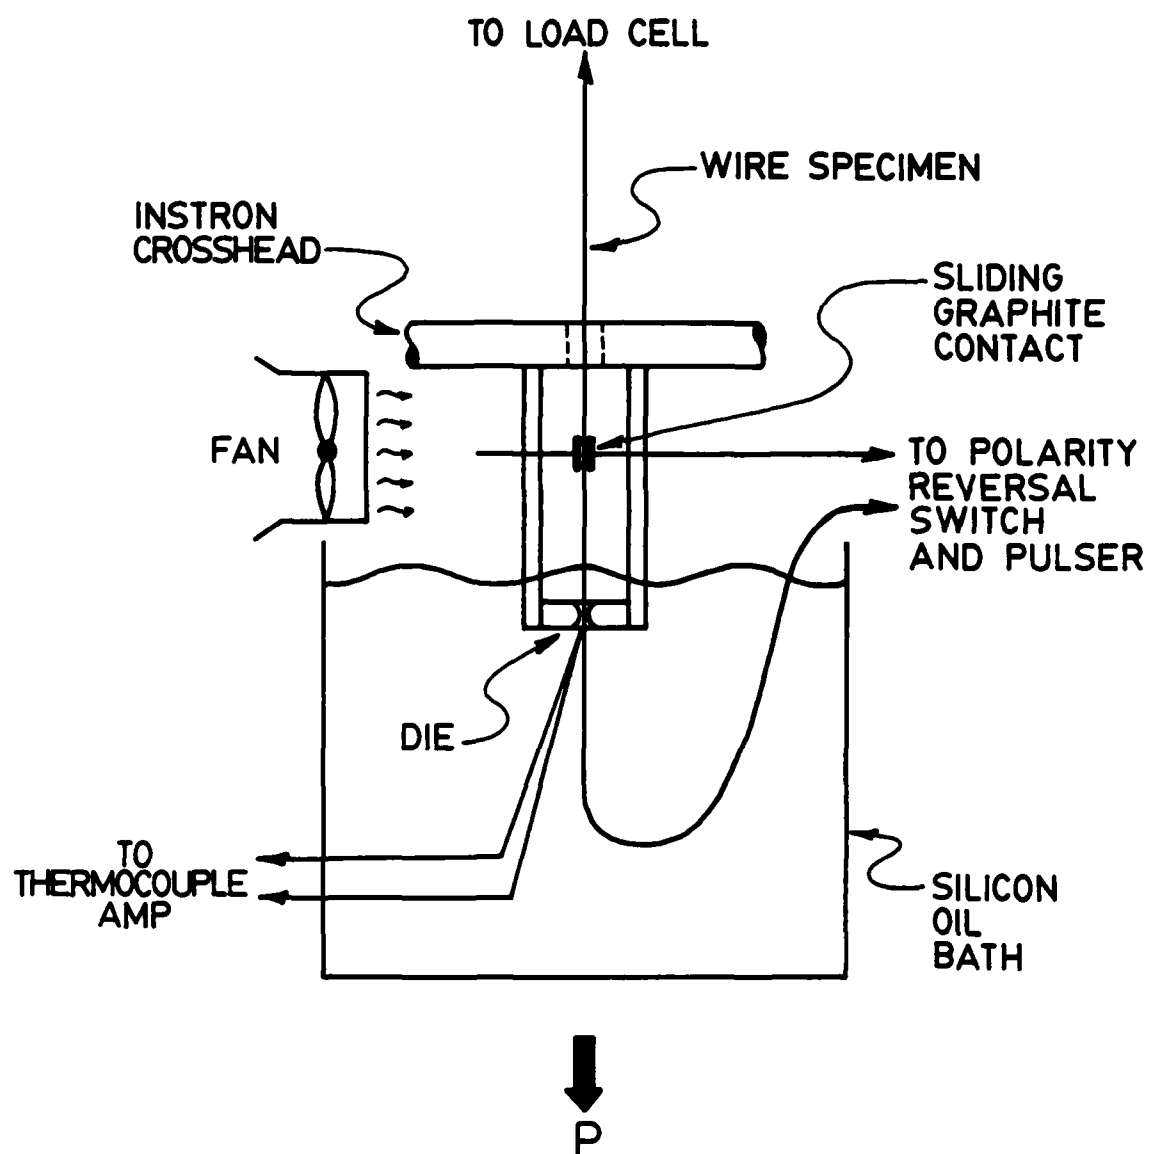 TO LOAD CELL
WIRE SPECIMEN
INSTRON
CROSSHEAD
SLIDING
GRAPHITE
CONTACT
FAN
TO POLARITY
REVERSAL
SWITCH
AND PULSER
DIE
TO
THERMOCOUPLE
AMP
SILICON
OIL
BATH
P